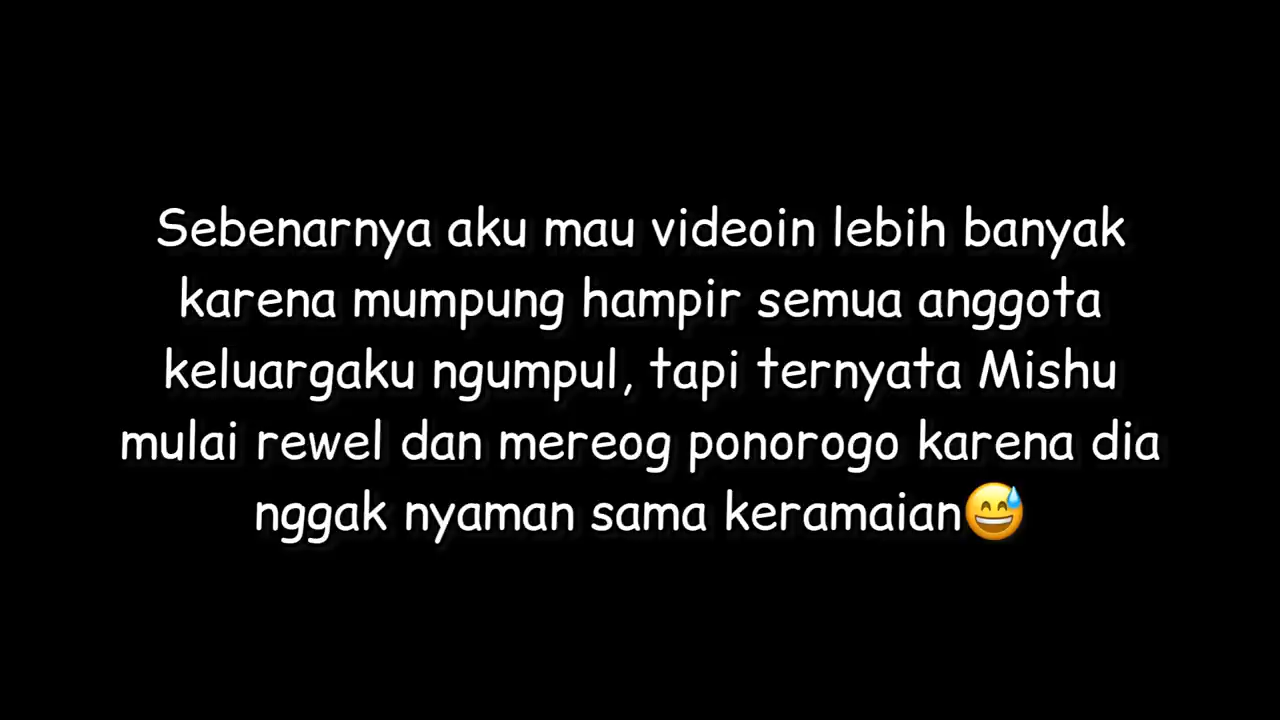 Sebenarnya aku mau videoin lebih banyak
karena mumpung hampir semua anggota
keluargaku ngumpul, tapi ternyata Mishu
mulai rewel dan mereog ponorogo karena dia
nggak nyaman sama keramaian😅